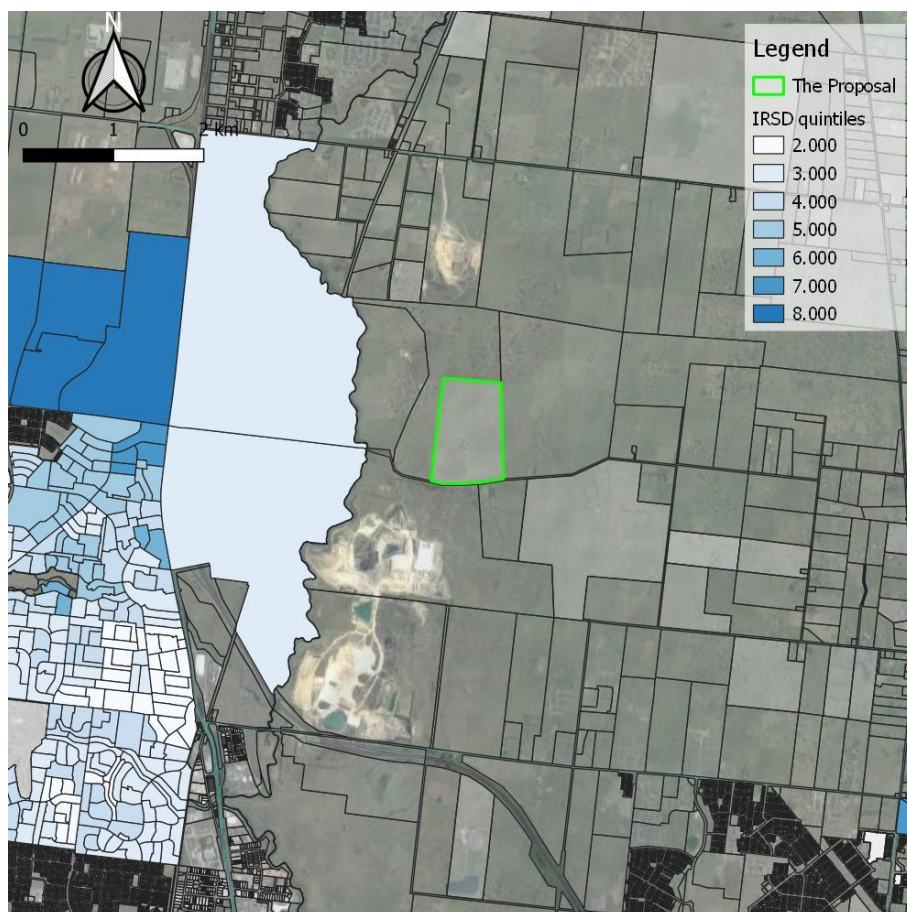 N
0 1 2 km
Legend
The Proposal
IRSD quintiles
2.000
3.000
4.000
5.000
6.000
7.000
8.000